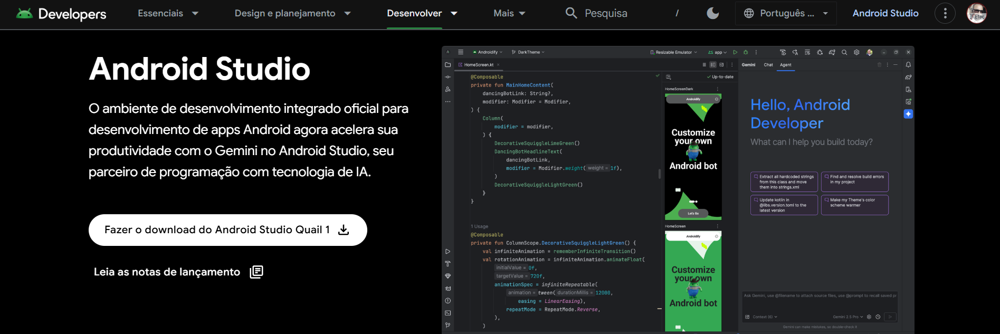 Developers
Essenciais
Design e planejamento
Desenvolver
Mais
Pesquisa
/
Português ...
Android Studio
Etec
Android Studio
O ambiente de desenvolvimento integrado oficial para
desenvolvimento de apps Android agora acelera sua
produtividade com o Gemini no Android Studio, seu
parceiro de programação com tecnologia de IA.
Fazer o download do Android Studio Quail 1
Leia as notas de lançamento
Androidify
DarkTheme
Resizable Emulator
app
HomeScreen.kt
@Composable
private fun MainHomeContent(
dancingBotLink: String?,
modifier: Modifier = Modifier,
) {
Column(
modifier = modifier,
) {
DecorativeSquiggleLimeGreen()
DancingBotHeadlineText(
dancingBotLink,
modifier = Modifier.weight( weight = 1f),
)
DecorativeSquiggleLightGreen()
}
}
1 Usage
@Composable
private fun ColumnScope.DecorativeSquiggleLightGreen() {
val infiniteAnimation = rememberInfiniteTransition()
val rotationAnimation = infiniteAnimation.animateFloat(
initialValue = 0f,
targetValue = 720f,
animationSpec = infiniteRepeatable(
animation = tween( durationMillis = 12000,
easing = LinearEasing),
repeatMode = RepeatMode.Reverse,
),
)
Up-to-date
HomeScreenDark
Androidify
Customize
your own
Android bot
Let's Go
HomeScreen
Androidify
Customize
your own
Android bot
Gemini
Chat
Agent
Hello, Android
Developer
What can I help you build today?
Extract all hardcoded strings
from this class and move
them into strings.xml
Find and resolve build errors
in my project
Update kotlin in
@libs.version.toml to the
latest version
Make my Theme's color
scheme warmer
Ask Gemini, use @filename to attach source files, use @prompt to recall saved pr
Context (6)
Gemini 2.5 Pro
Gemini can make mistakes, so double-check it